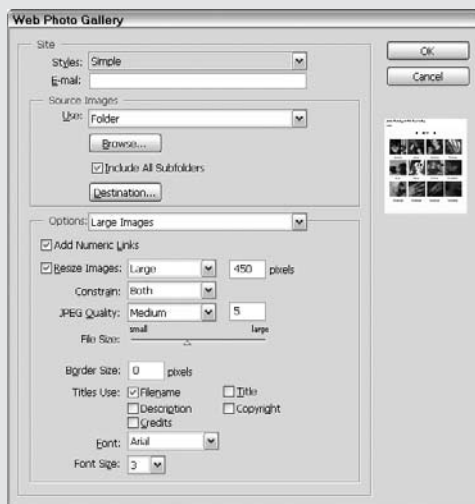 Web Photo Gallery
Site
Styles: Simple
E-mail:
OK
Cancel
Source Images
Use: Folder
Browse...
Include All Subfolders
Destination...
Options: Large Images
Add Numeric Links
Resize Images: Large 450 pixels
Constrain: Both
JPEG Quality: Medium 5
small large
File Size:
Border Size: 0 pixels
Titles Use: Filename Title
Description Copyright
Credits
Font: Arial
Font Size: 3